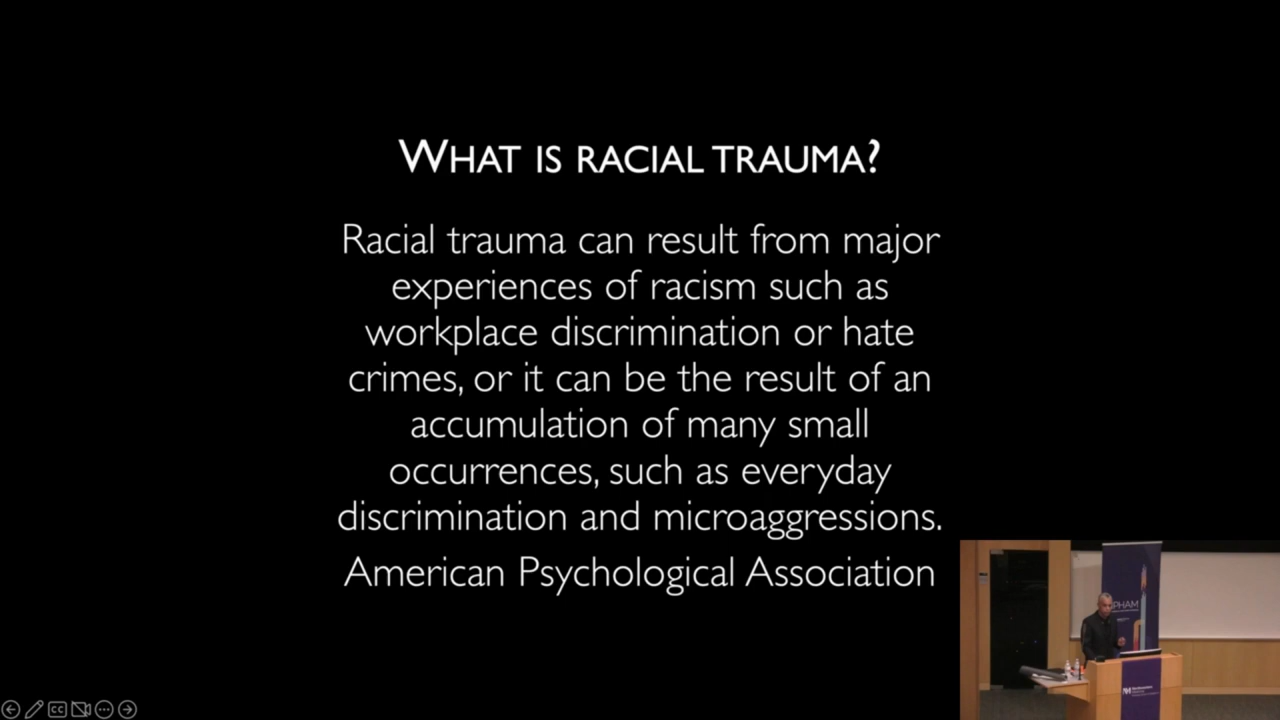 WHAT IS RACIAL TRAUMA?
Racial trauma can result from major
experiences of racism such as
workplace discrimination or hate
crimes, or it can be the result of an
accumulation of many small
occurrences, such as everyday
discrimination and microaggressions.
American Psychological Association
PHAM
CC